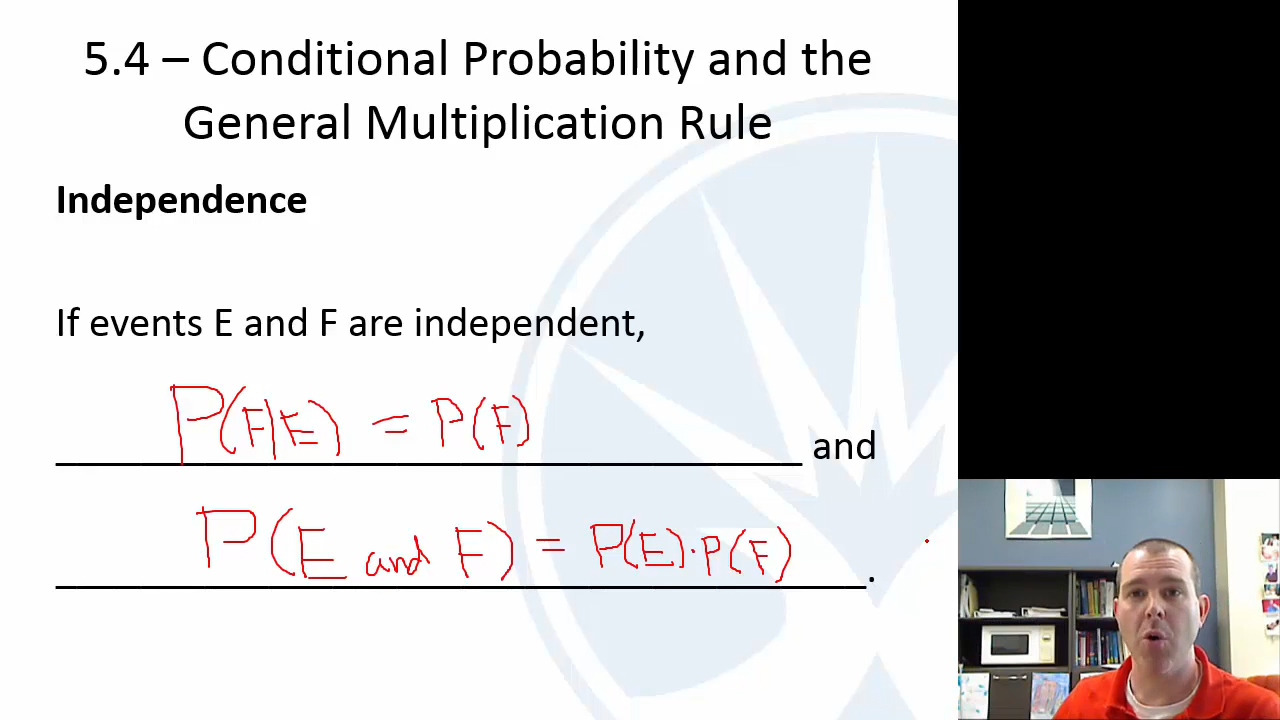 5.4 – Conditional Probability and the
General Multiplication Rule
Independence
If events E and F are independent,
P(F|E) = P(F) and
P(E and F) = P(E)·P(F).